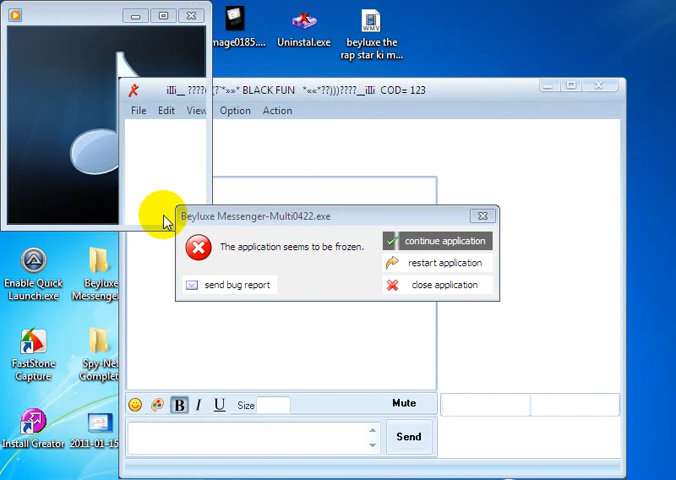 mage0185....
Uninstal.exe
beyluxe the
rap star ki m...
WMV
BLACK FUN
COD= 123
File Edit View Option Action
Beyluxe Messenger-Multi0422.exe
The application seems to be frozen.
continue application
restart application
send bug report
close application
Enable Quick
Launch.exe
Beyluxe
Messenger
FastStone
Capture
Spy-Net
Complet
B I U Size
Mute
Send
Install Creator
2011-01-15